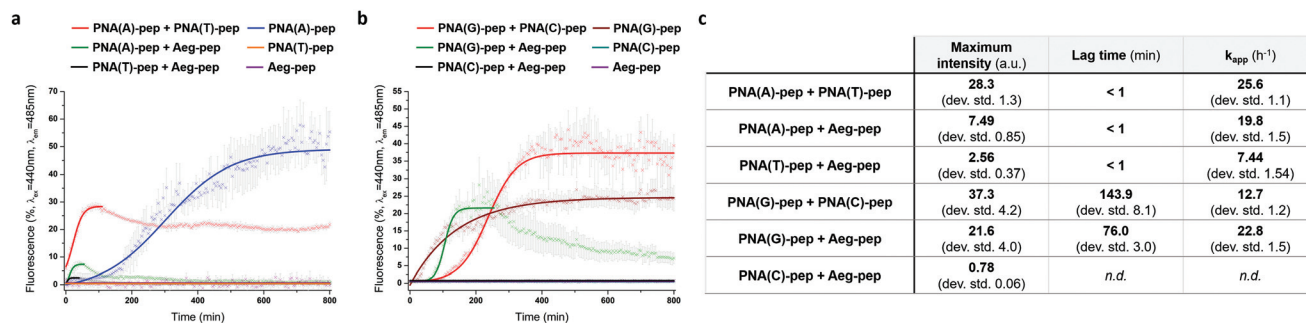 a
PNA(A)-pep + PNA(T)-pep PNA(A)-pep
PNA(A)-pep + Aeg-pep PNA(T)-pep
PNA(T)-pep + Aeg-pep Aeg-pep
Fluorescence (%, λex=440nm, λem=485nm)
70
60
50
40
30
20
10
0
0 200 400 600 800
Time (min)
b
PNA(G)-pep + PNA(C)-pep PNA(G)-pep
PNA(G)-pep + Aeg-pep PNA(C)-pep
PNA(C)-pep + Aeg-pep Aeg-pep
Fluorescence (%, λex=440nm, λem=485nm)
55
50
45
40
35
30
25
20
15
10
5
0
0 200 400 600 800
Time (min)
c
Maximum Lag time (min) kapp (h-1)
intensity (a.u.)
PNA(A)-pep + PNA(T)-pep 28.3 < 1 25.6
(dev. std. 1.3) (dev. std. 1.1)
PNA(A)-pep + Aeg-pep 7.49 < 1 19.8
(dev. std. 0.85) (dev. std. 1.5)
PNA(T)-pep + Aeg-pep 2.56 < 1 7.44
(dev. std. 0.37) (dev. std. 1.54)
PNA(G)-pep + PNA(C)-pep 37.3 143.9 12.7
(dev. std. 4.2) (dev. std. 8.1) (dev. std. 1.2)
PNA(G)-pep + Aeg-pep 21.6 76.0 22.8
(dev. std. 4.0) (dev. std. 3.0) (dev. std. 1.5)
PNA(C)-pep + Aeg-pep 0.78 n.d. n.d.
(dev. std. 0.06)